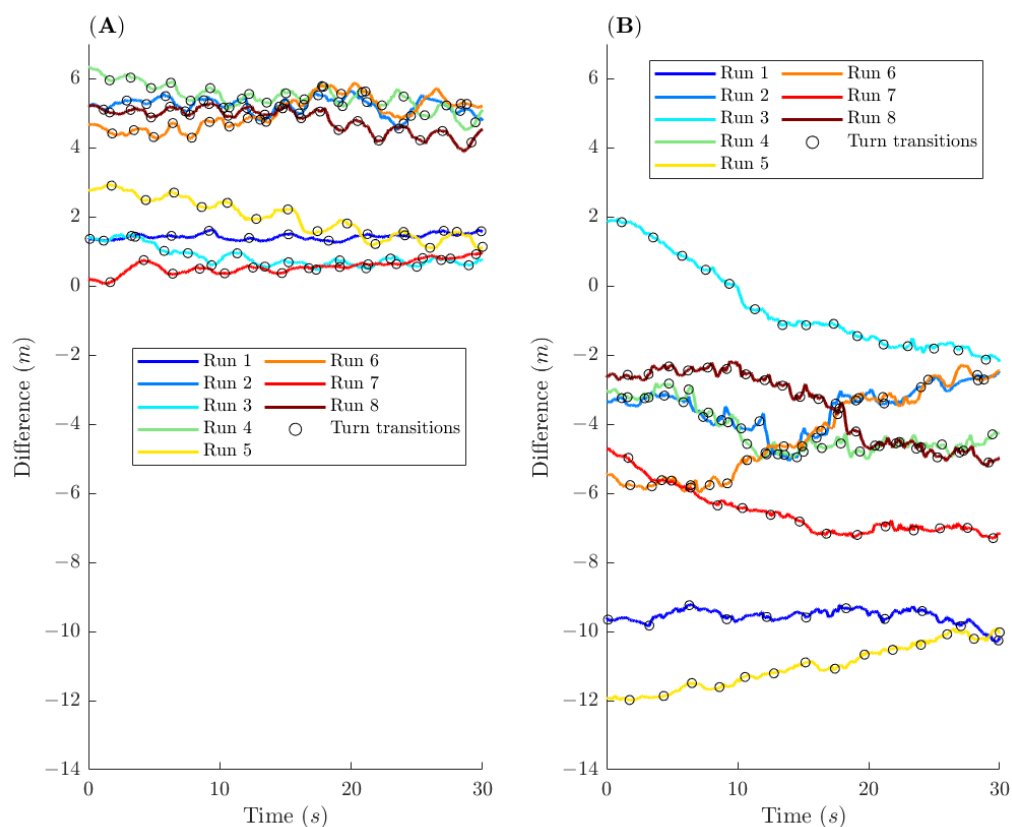 (A)
6
4
2
0
−2
−4
−6
−8
−10
−12
−14
Difference (m)
0
10
20
30
Time (s)
Run 1
Run 2
Run 3
Run 4
Run 5
Run 6
Run 7
Run 8
Turn transitions
(B)
6
4
2
0
−2
−4
−6
−8
−10
−12
−14
Difference (m)
0
10
20
30
Time (s)
Run 1
Run 2
Run 3
Run 4
Run 5
Run 6
Run 7
Run 8
Turn transitions